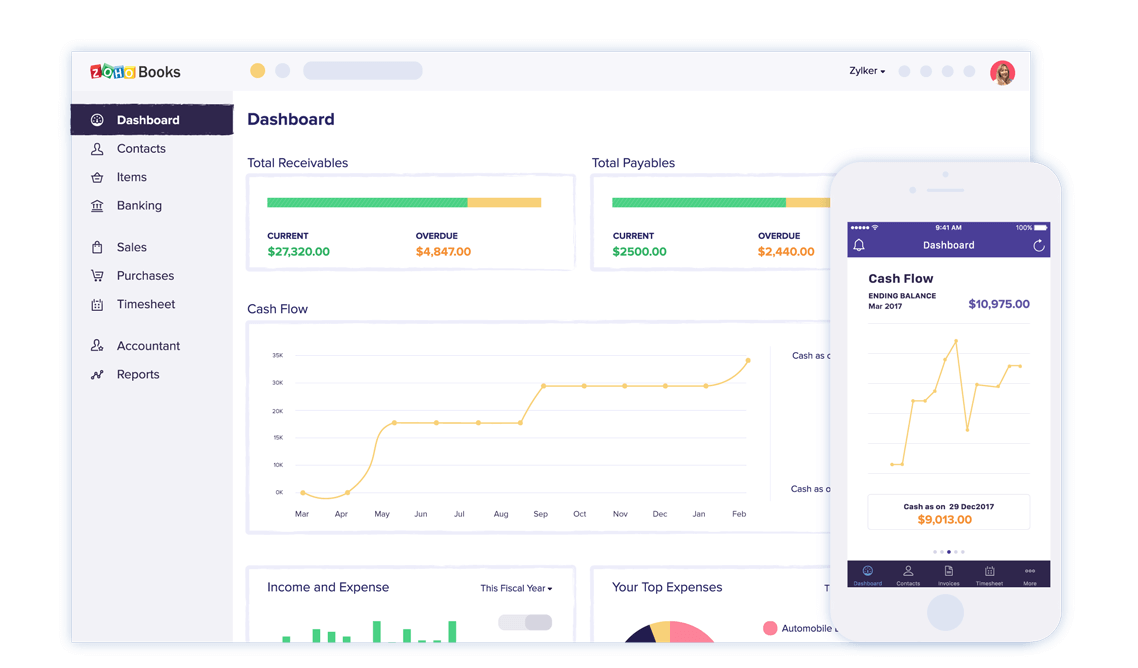 ZOHO Books
Zylker
Dashboard
Contacts
Items
Banking
Sales
Purchases
Timesheet
Accountant
Reports
Dashboard
Total Receivables
CURRENT OVERDUE
$27,320.00 $4,847.00
Total Payables
CURRENT OVERDUE
$2500.00 $2,440.00
Cash Flow
35K
30K
20K
15K
10K
0K
Mar Apr May Jun Jul Aug Sep Oct Nov Dec Jan Feb
Cash as
Cash as
Income and Expense
This Fiscal Year
Your Top Expenses
Automobile
9:41 AM 100%
Dashboard
Cash Flow
ENDING BALANCE
Mar 2017
$10,975.00
Cash as on 29 Dec2017
$9,013.00
Dashboard Contacts Invoices Timesheet More